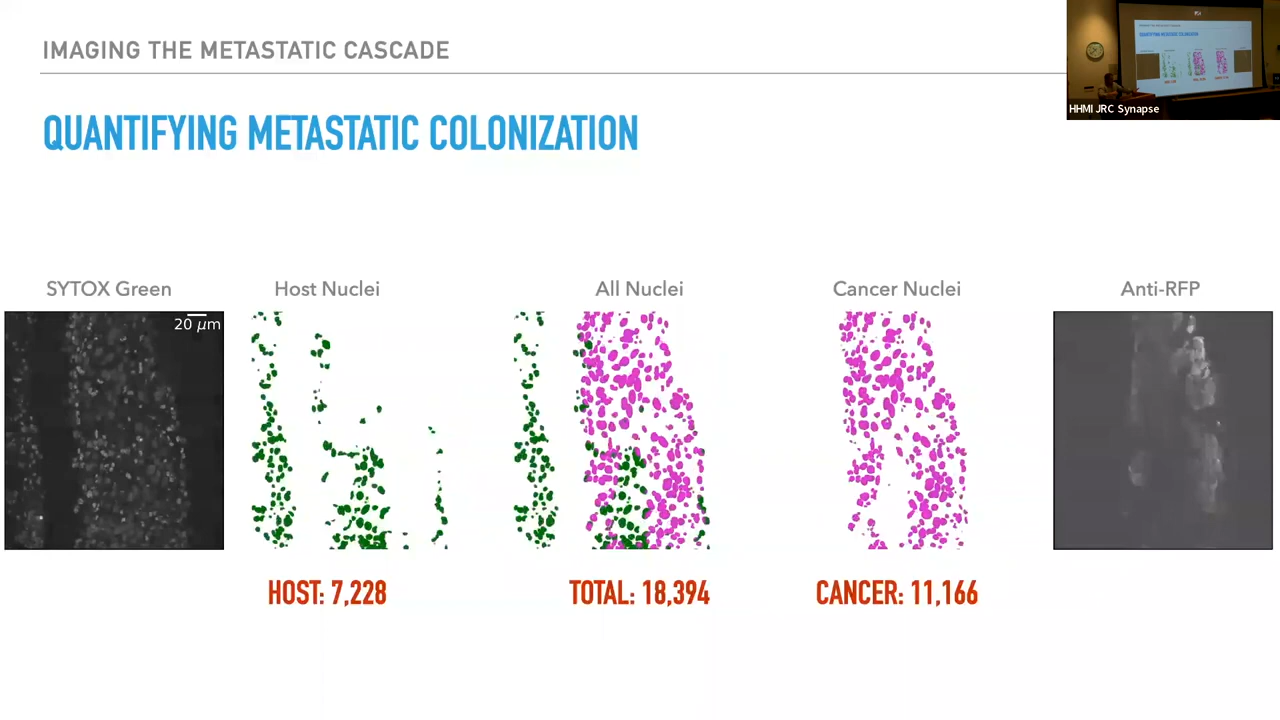 IMAGING THE METASTATIC CASCADE
QUANTIFYING METASTATIC COLONIZATION
HHMI JRC Synapse
SYTOX Green
Host Nuclei
All Nuclei
Cancer Nuclei
Anti-RFP
20 μm
HOST: 7,228
TOTAL: 18,394
CANCER: 11,166